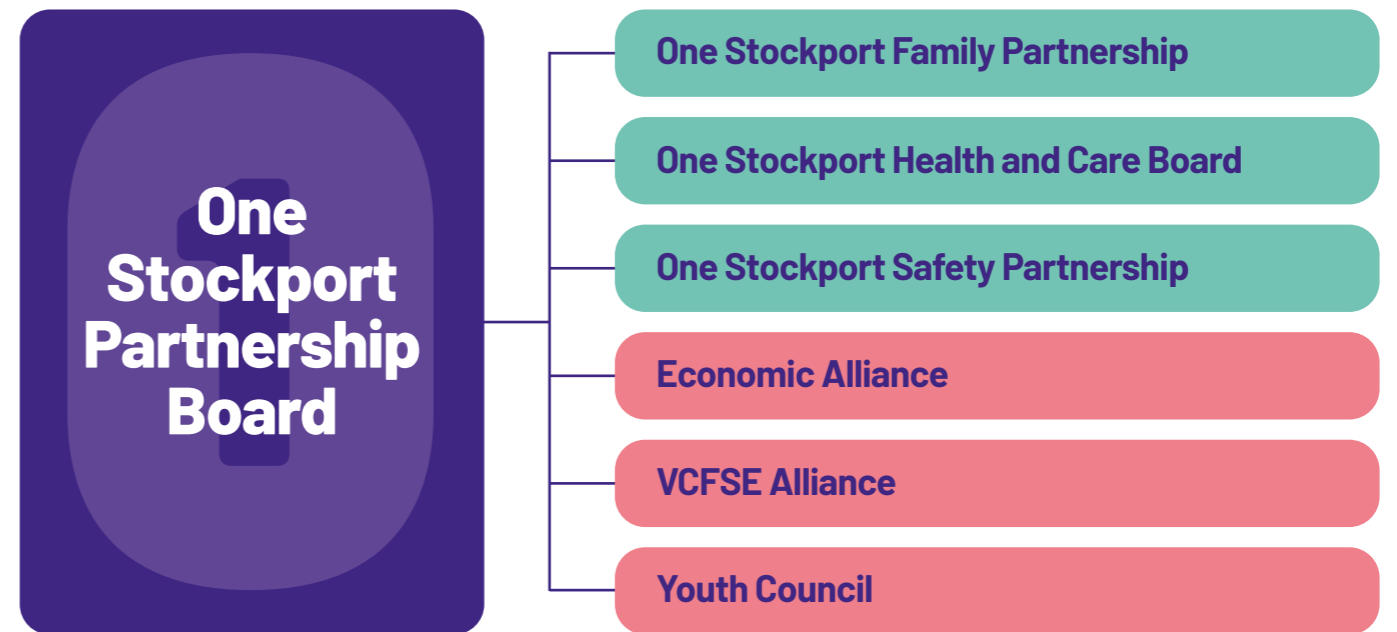 One
Stockport
Partnership
Board
1
One Stockport Family Partnership
One Stockport Health and Care Board
One Stockport Safety Partnership
Economic Alliance
VCFSE Alliance
Youth Council